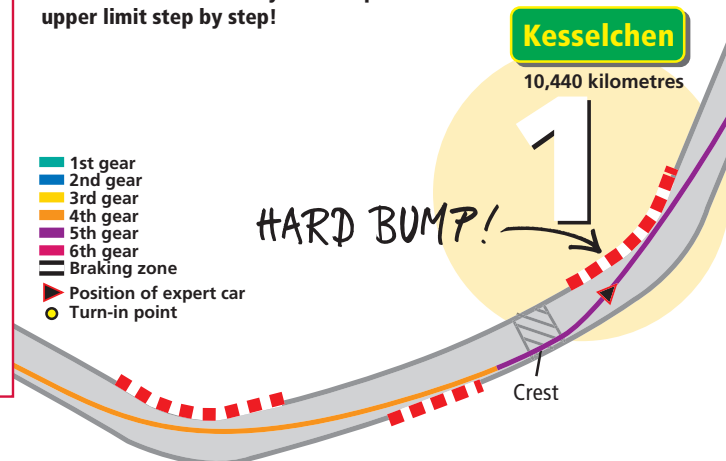 upper limit step by step!
Kesselchen
10,440 kilometres
1
1st gear
2nd gear
3rd gear
4th gear
5th gear
6th gear
Braking zone
Position of expert car
Turn-in point
HARD BUMP!
Crest